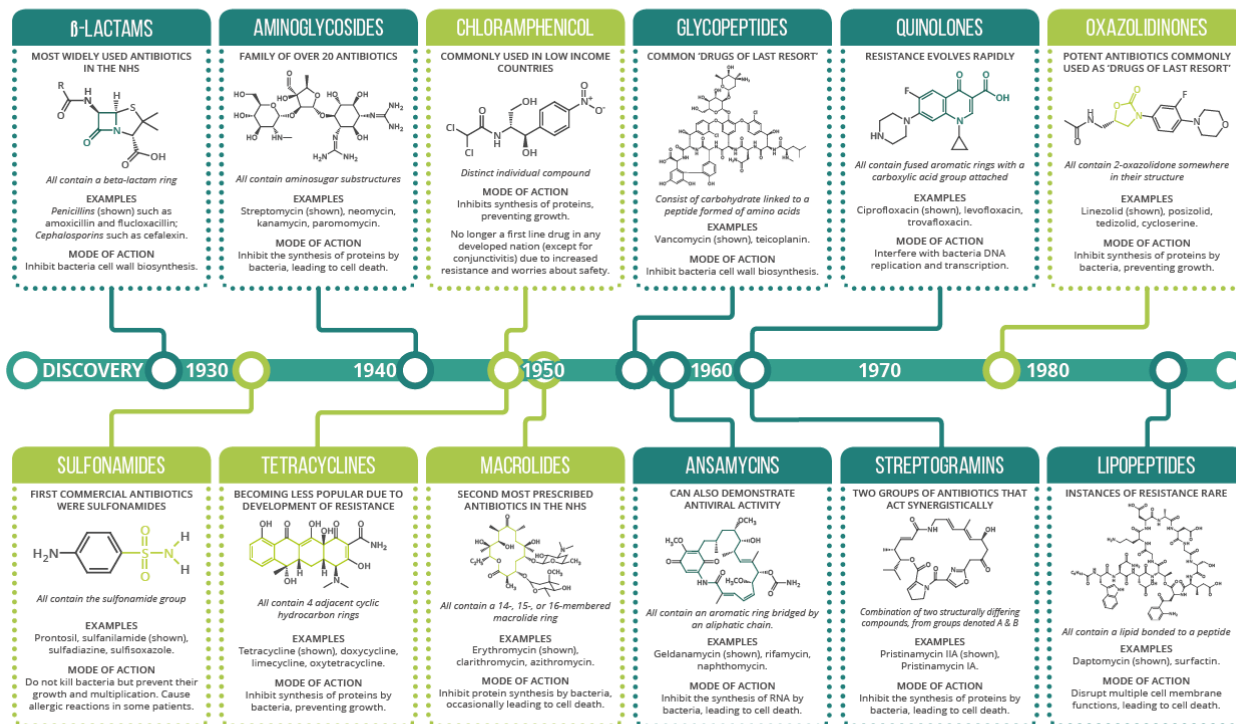 β-LACTAMS
MOST WIDELY USED ANTIBIOTICS
IN THE NHS
All contain a beta-lactam ring
EXAMPLES
Penicillins (shown) such as
amoxicillin and flucloxacillin;
Cephalosporins such as cefalexin.
MODE OF ACTION
Inhibit bacteria cell wall biosynthesis.
AMINOGLYCOSIDES
FAMILY OF OVER 20 ANTIBIOTICS
All contain aminosugar substructures
EXAMPLES
Streptomycin (shown), neomycin,
kanamycin, paromomycin.
MODE OF ACTION
Inhibit the synthesis of proteins by
bacteria, leading to cell death.
CHLORAMPHENICOL
COMMONLY USED IN LOW INCOME
COUNTRIES
Distinct individual compound
MODE OF ACTION
Inhibits synthesis of proteins,
preventing growth.
No longer a first line drug in any
developed nation (except for
conjunctivitis) due to increased
resistance and worries about safety.
GLYCOPEPTIDES
COMMON 'DRUGS OF LAST RESORT'
Consist of carbohydrate linked to a
peptide formed of amino acids
EXAMPLES
Vancomycin (shown), teicoplanin.
MODE OF ACTION
Inhibit bacteria cell wall biosynthesis.
QUINOLONES
RESISTANCE EVOLVES RAPIDLY
All contain fused aromatic rings with a
carboxylic acid group attached
EXAMPLES
Ciprofloxacin (shown), levofloxacin,
trovafloxacin.
MODE OF ACTION
Interfere with bacteria DNA
replication and transcription.
OXAZOLIDINONES
POTENT ANTIBIOTICS COMMONLY
USED AS 'DRUGS OF LAST RESORT'
All contain 2-oxazolidone somewhere
in their structure
EXAMPLES
Linezolid (shown), posizolid,
tedizolid, cycloserine.
MODE OF ACTION
Inhibit synthesis of proteins by
bacteria, preventing growth.
DISCOVERY 1930 1940 1950 1960 1970 1980
SULFONAMIDES
FIRST COMMERCIAL ANTIBIOTICS
WERE SULFONAMIDES
All contain the sulfonamide group
EXAMPLES
Prontosil, sulfanilamide (shown),
sulfadiazine, sulfisoxazole.
MODE OF ACTION
Do not kill bacteria but prevent their
growth and multiplication. Cause
allergic reactions in some patients.
TETRACYCLINES
BECOMING LESS POPULAR DUE TO
DEVELOPMENT OF RESISTANCE
All contain 4 adjacent cyclic
hydrocarbon rings
EXAMPLES
Tetracycline (shown), doxycycline,
limecycline, oxytetracycline.
MODE OF ACTION
Inhibit synthesis of proteins by
bacteria, preventing growth.
MACROLIDES
SECOND MOST PRESCRIBED
ANTIBIOTICS IN THE NHS
All contain a 14-, 15-, or 16-membered
macrolide ring
EXAMPLES
Erythromycin (shown),
clarithromycin, azithromycin.
MODE OF ACTION
Inhibit protein synthesis by bacteria,
occasionally leading to cell death.
ANSAMYCINS
CAN ALSO DEMONSTRATE
ANTIVIRAL ACTIVITY
All contain an aromatic ring bridged by
an aliphatic chain.
EXAMPLES
Geldanamycin (shown), rifamycin,
naphthomycin.
MODE OF ACTION
Inhibit the synthesis of RNA by
bacteria, leading to cell death.
STREPTOGRAMINS
TWO GROUPS OF ANTIBIOTICS THAT
ACT SYNERGISTICALLY
Combination of two structurally differing
compounds, from groups denoted A & B
EXAMPLES
Pristinamycin IIA (shown),
Pristinamycin IA.
MODE OF ACTION
Inhibit the synthesis of proteins by
bacteria, leading to cell death.
LIPOPEPTIDES
INSTANCES OF RESISTANCE RARE
All contain a lipid bonded to a peptide
EXAMPLES
Daptomycin (shown), surfactin.
MODE OF ACTION
Disrupt multiple cell membrane
functions, leading to cell death.